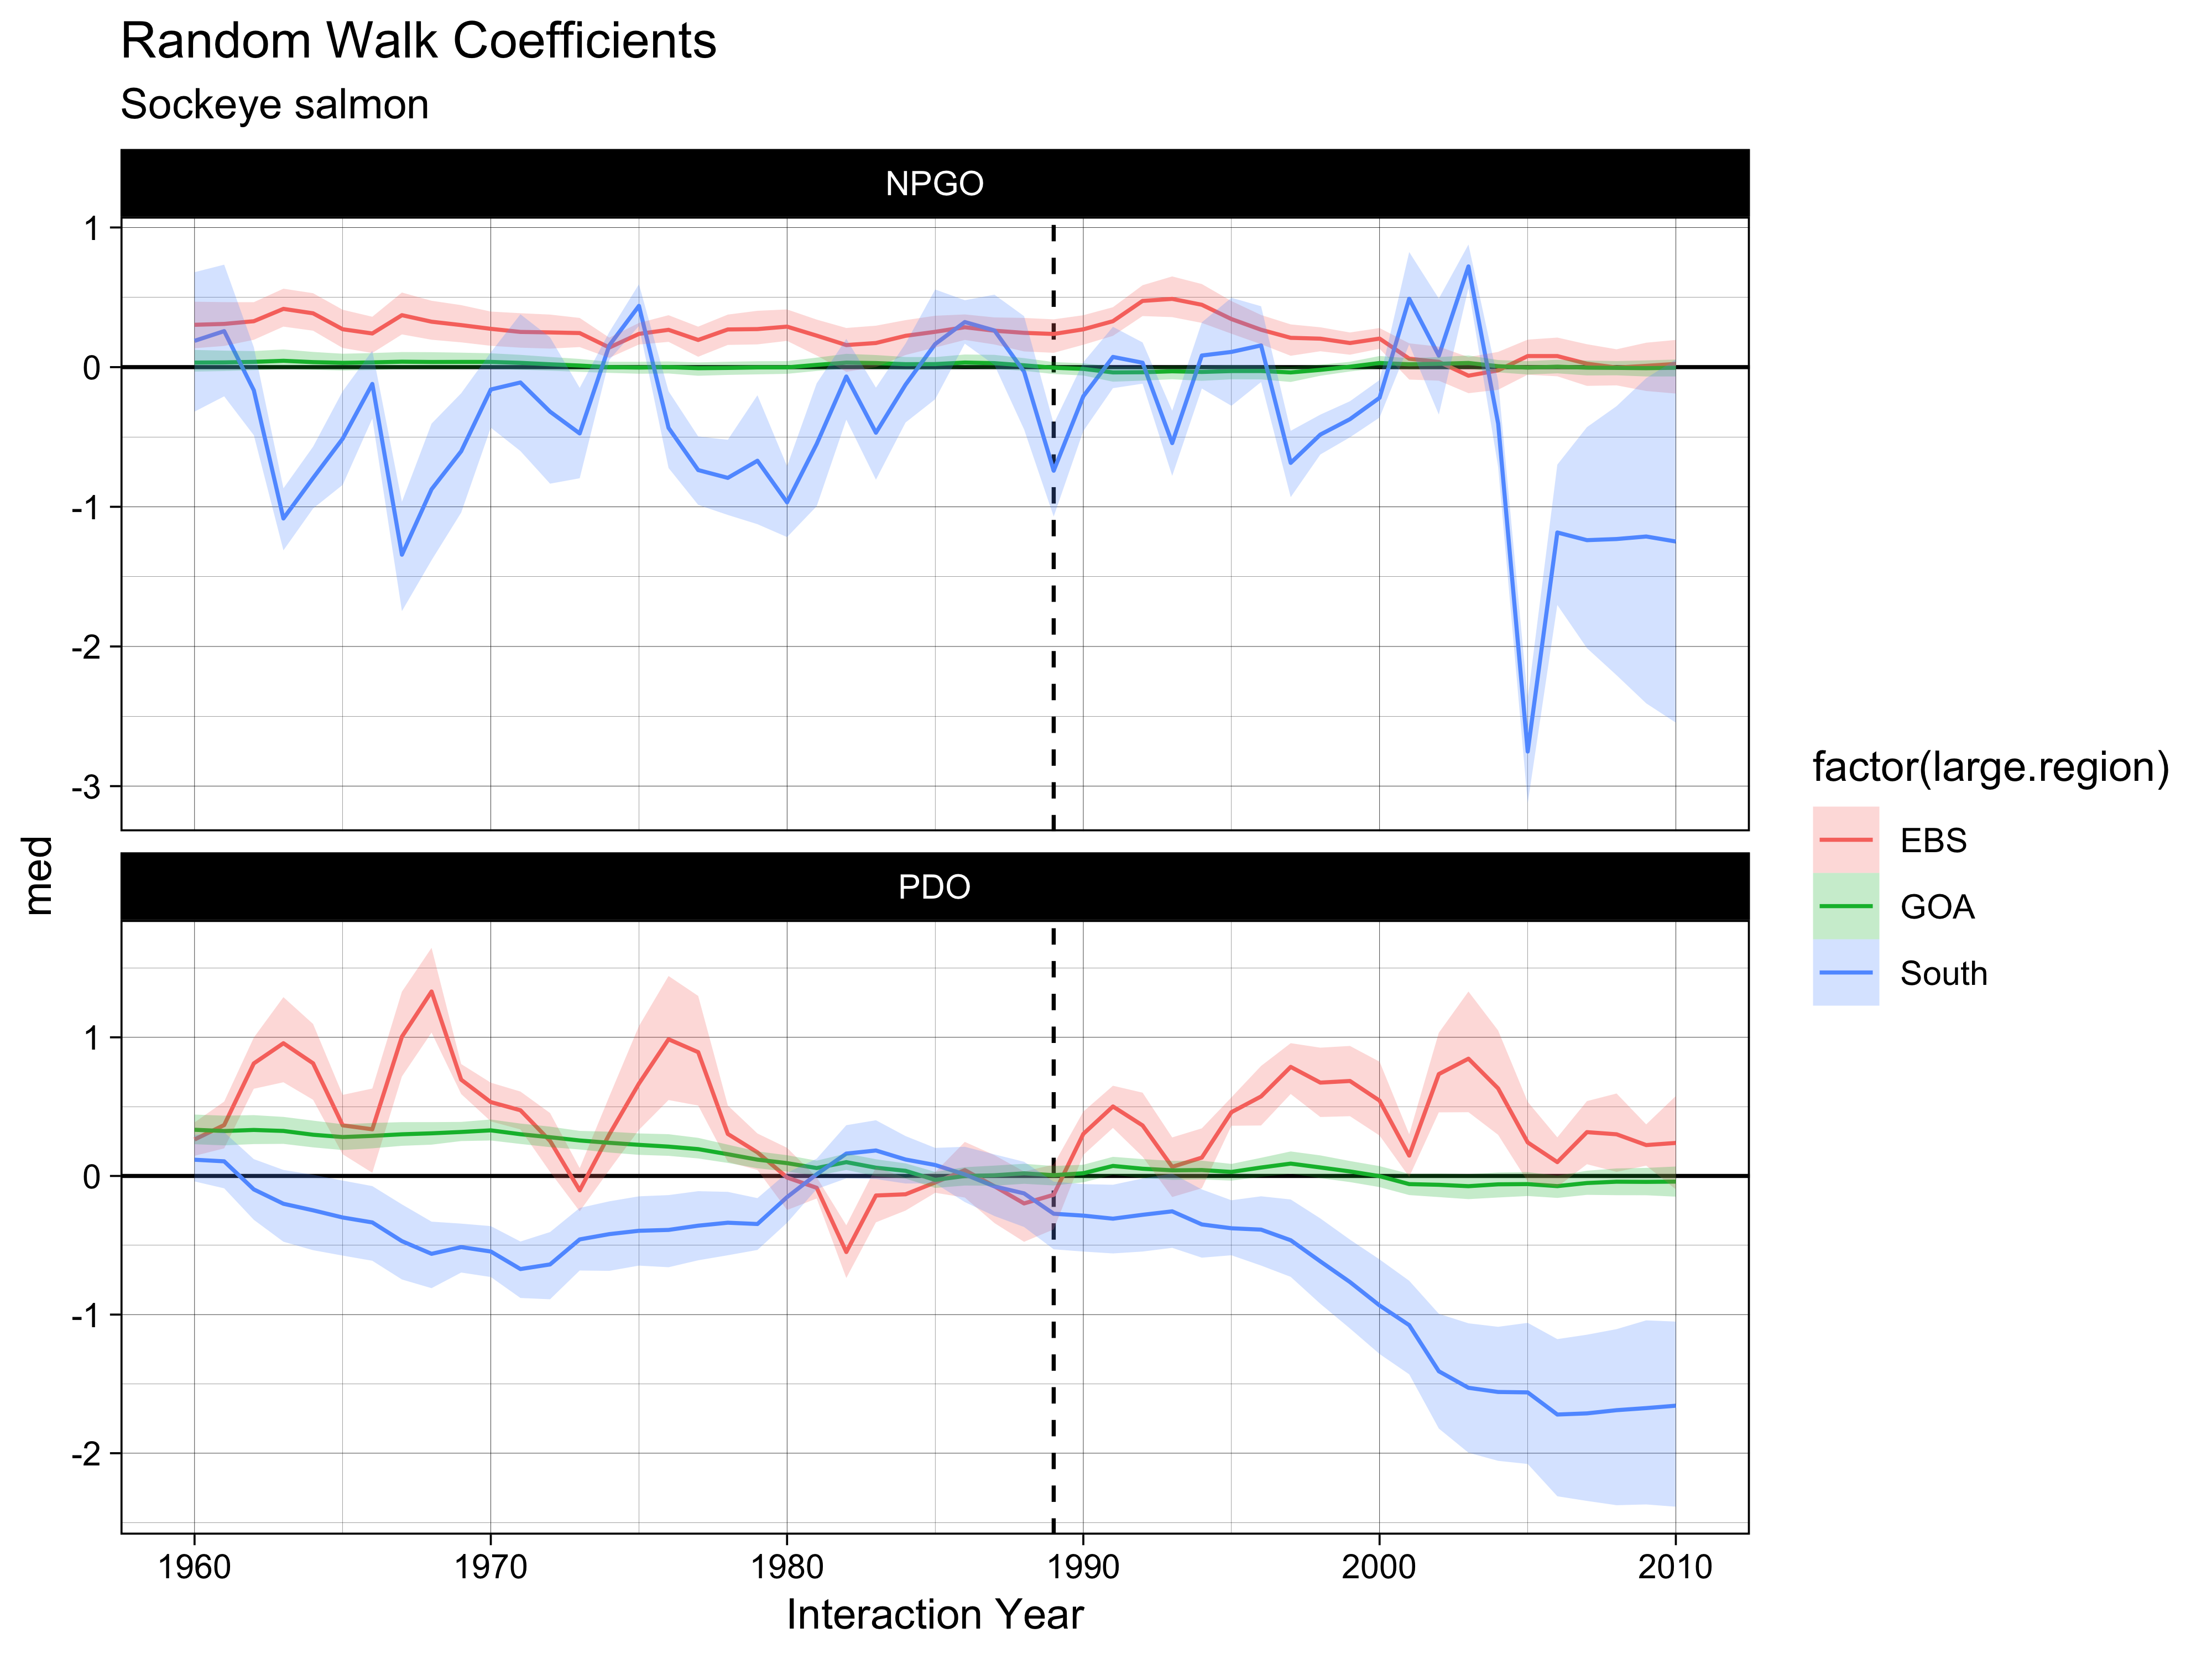 Random Walk Coefficients
Sockeye salmon
NPGO
1
0
-1
-2
-3
med
PDO
1
0
-1
-2
1960 1970 1980 1990 2000 2010
Interaction Year
factor(large.region)
EBS
GOA
South